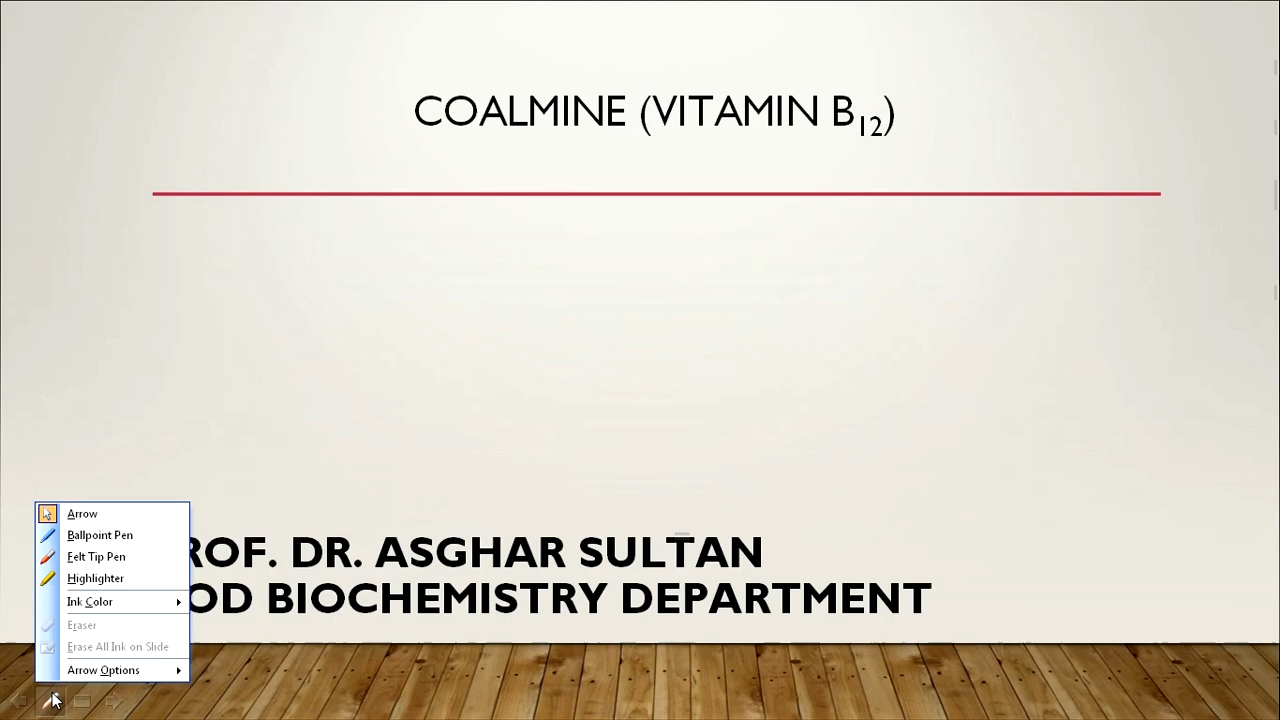 COALMINE (VITAMIN B12)
ROF. DR. ASGHAR SULTAN
OD BIOCHEMISTRY DEPARTMENT
Arrow
Ballpoint Pen
Felt Tip Pen
Highlighter
Ink Color
Eraser
Erase All Ink on Slide
Arrow Options